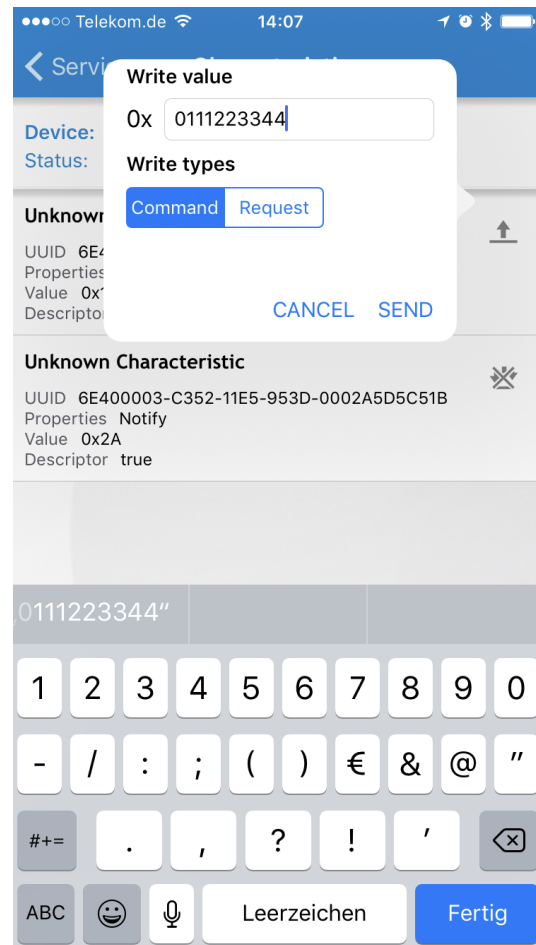 Telekom.de 14:07
Servi
Write value
0x 0111223344
Device:
Write types
Status:
Command Request
Unknown
UUID 6E4
Properties
Value 0x
Descripto
CANCEL SEND
Unknown Characteristic
UUID 6E400003-C352-11E5-953D-0002A5D5C51B
Properties Notify
Value 0x2A
Descriptor true
0111223344“
1 2 3 4 5 6 7 8 9 0
- / : ; ( ) € & @ "
#+= . , ? ! ′
ABC Leerzeichen Fertig